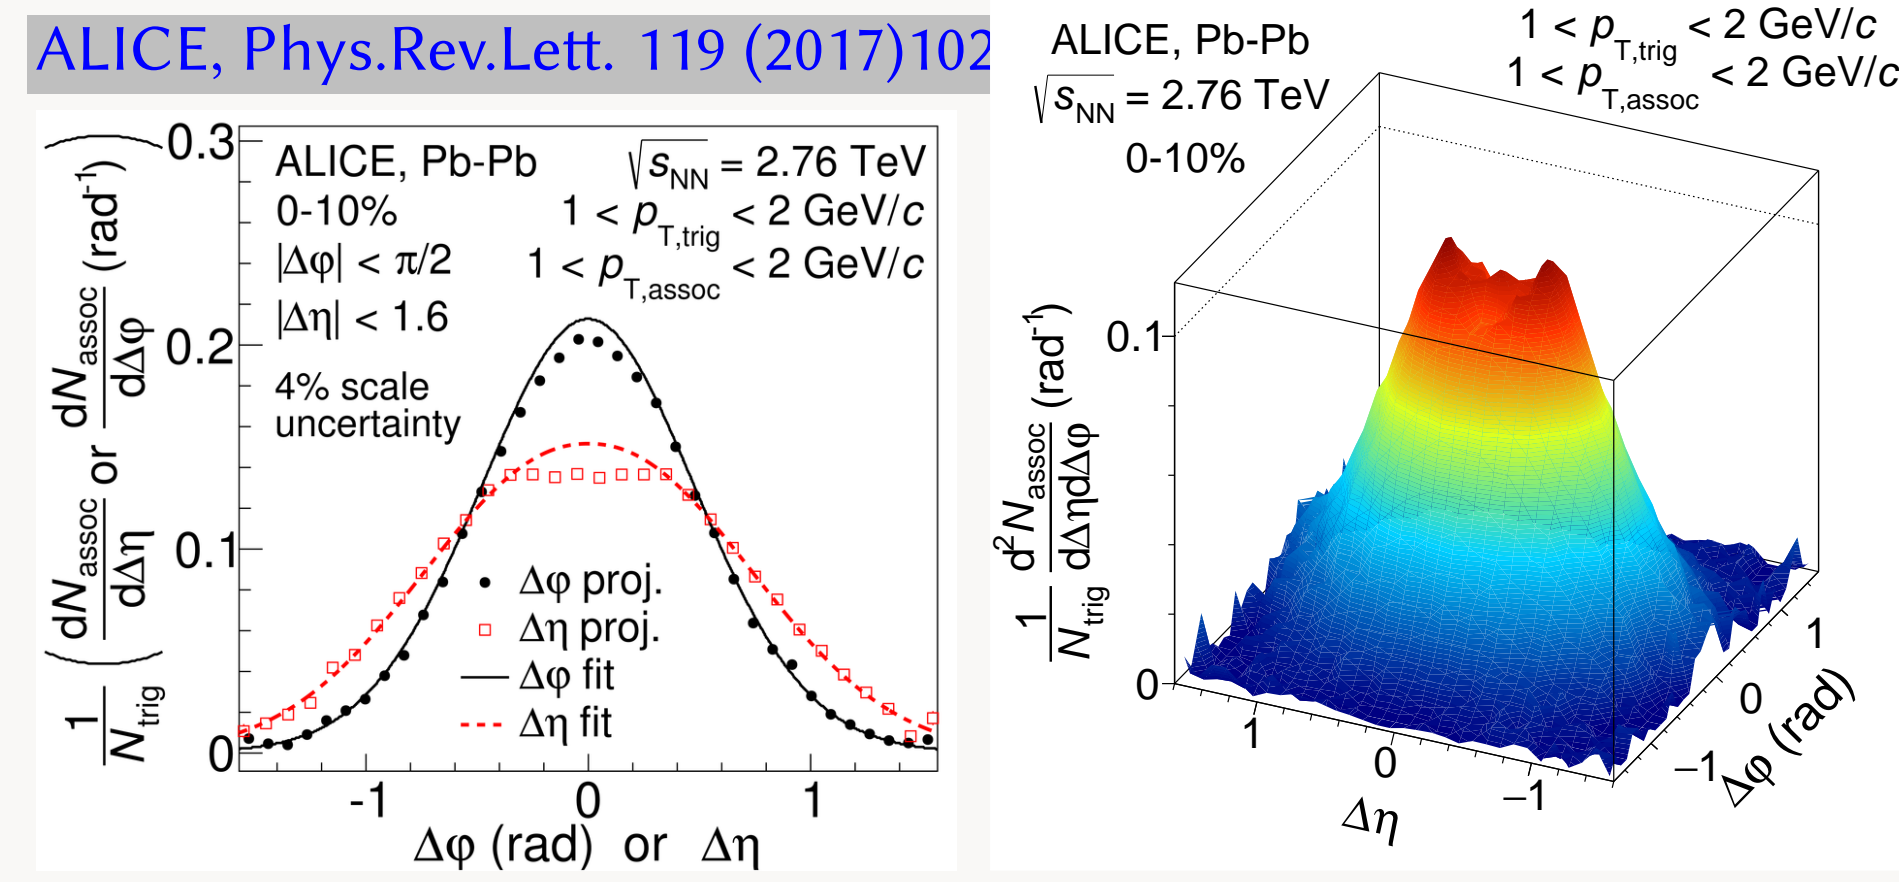 ALICE, Phys.Rev.Lett. 119 (2017)102
ALICE, Pb-Pb
√sNN = 2.76 TeV
0-10%
1 < pT,trig < 2 GeV/c
|Δφ| < π/2
1 < pT,assoc < 2 GeV/c
|Δη| < 1.6
4% scale
uncertainty
Δφ proj.
Δη proj.
Δφ fit
Δη fit
0.3
0.2
0.1
0
1/Ntrig (dNassoc/dΔη or dNassoc/dΔφ) (rad-1)
-1 0 1
Δφ (rad) or Δη
ALICE, Pb-Pb
√sNN = 2.76 TeV
0-10%
1 < pT,trig < 2 GeV/c
1 < pT,assoc < 2 GeV/c
0.1
0
1/Ntrig d2Nassoc/dΔηdΔφ (rad-1)
1 0 −1
Δη
1
0
−1
Δφ (rad)